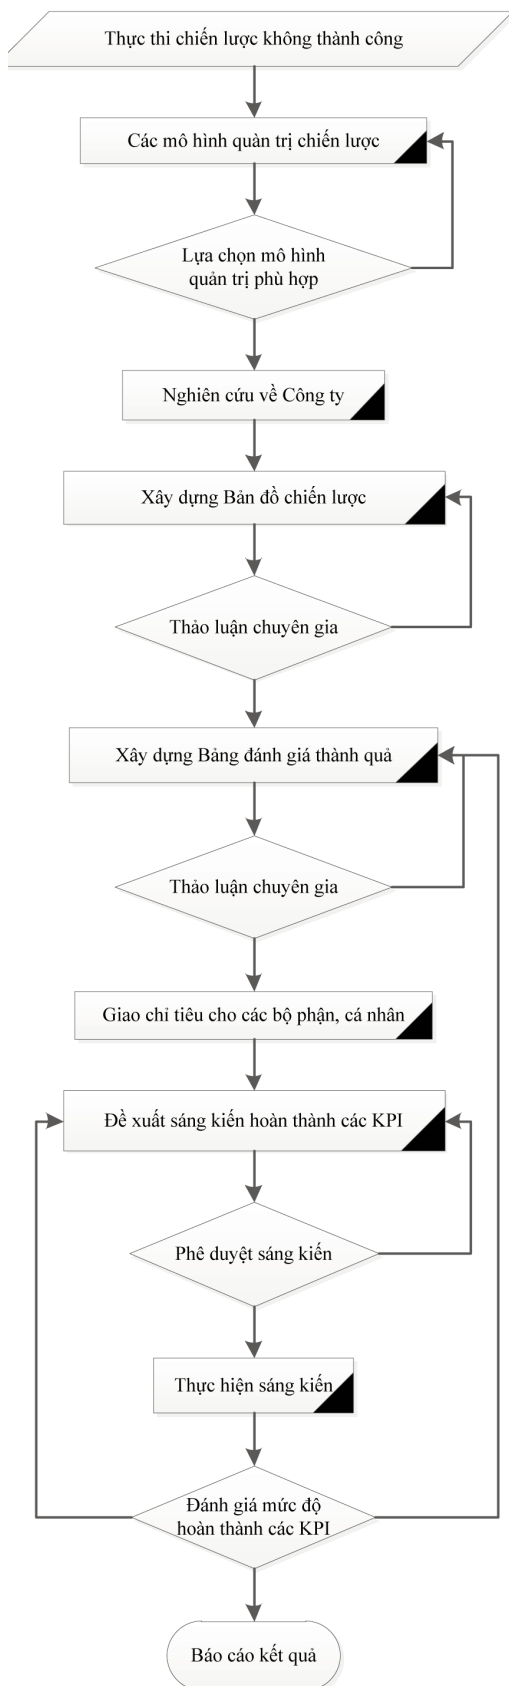 Thực thi chiến lược không thành công
Các mô hình quản trị chiến lược
Lựa chọn mô hình
quản trị phù hợp
Nghiên cứu về Công ty
Xây dựng Bản đồ chiến lược
Thảo luận chuyên gia
Xây dựng Bảng đánh giá thành quả
Thảo luận chuyên gia
Giao chỉ tiêu cho các bộ phận, cá nhân
Đề xuất sáng kiến hoàn thành các KPI
Phê duyệt sáng kiến
Thực hiện sáng kiến
Đánh giá mức độ
hoàn thành các KPI
Báo cáo kết quả